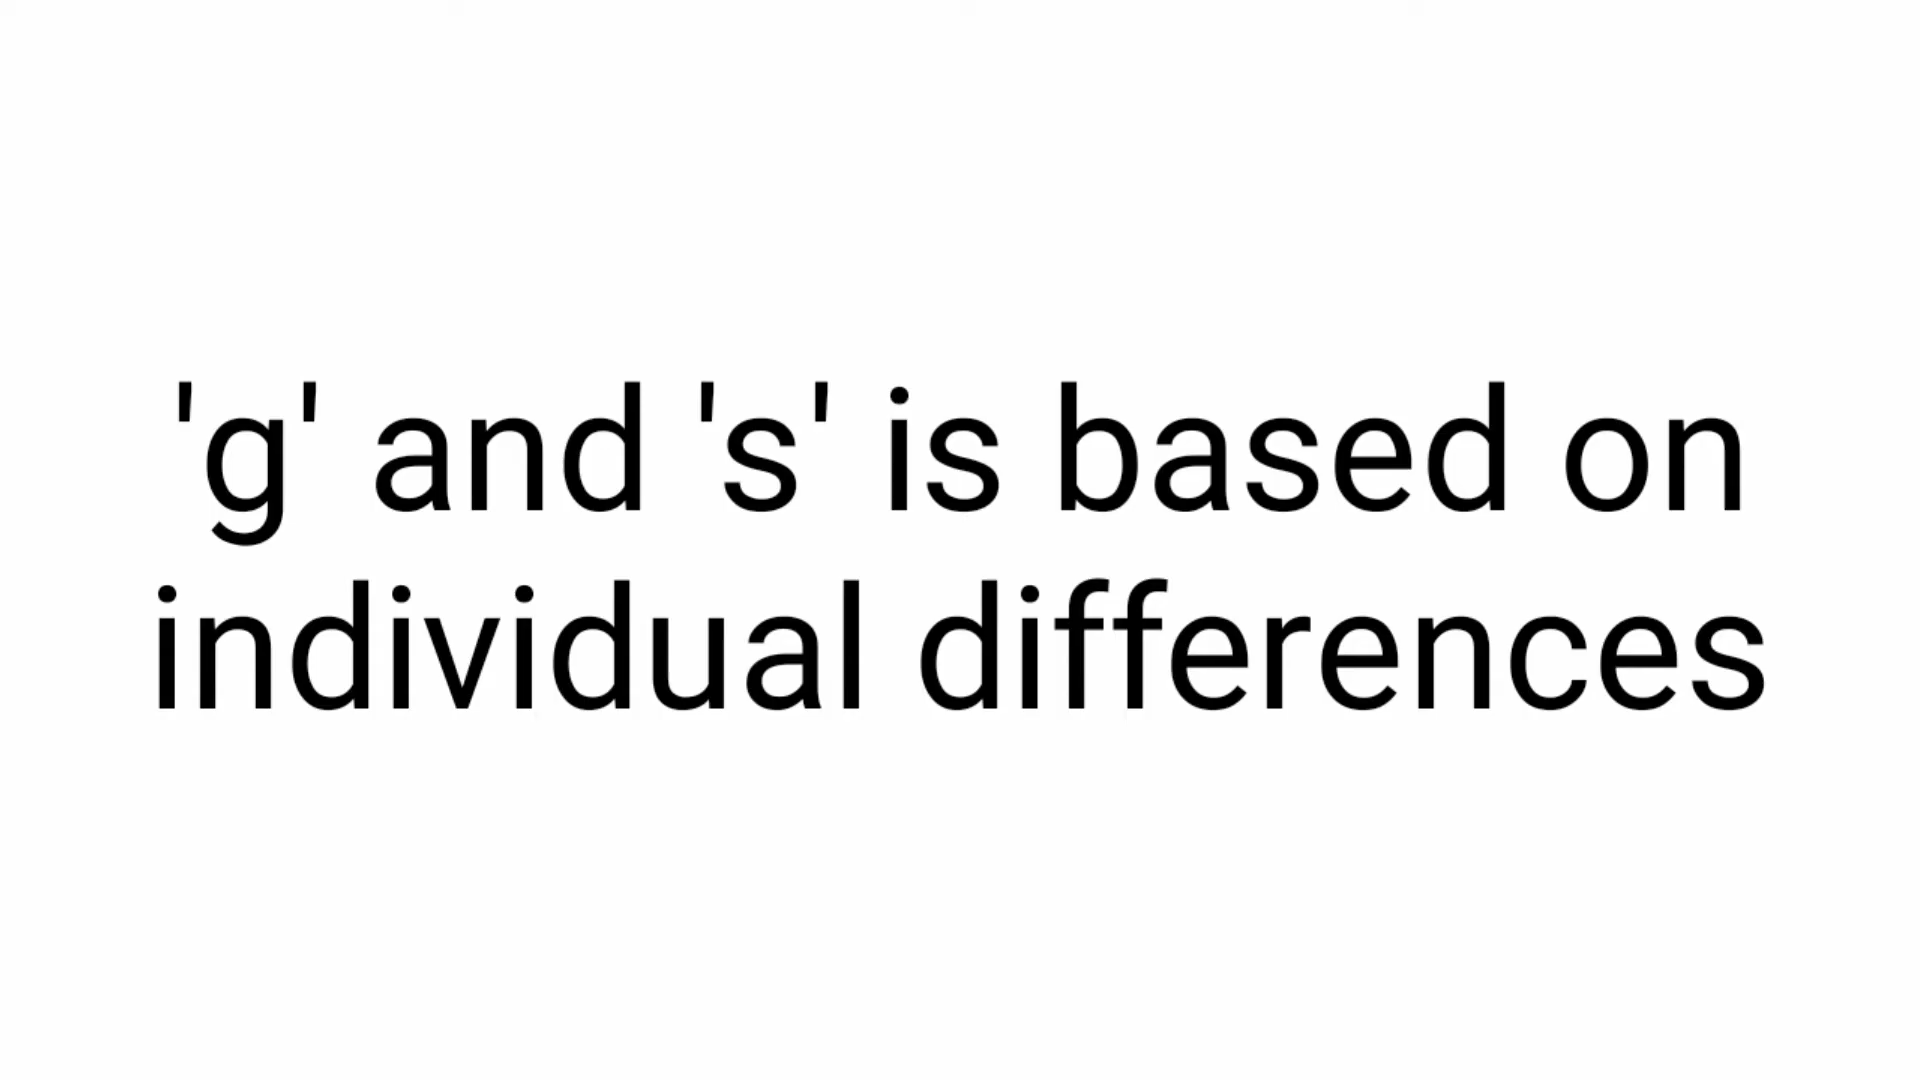 'g' and 's' is based on
individual differences